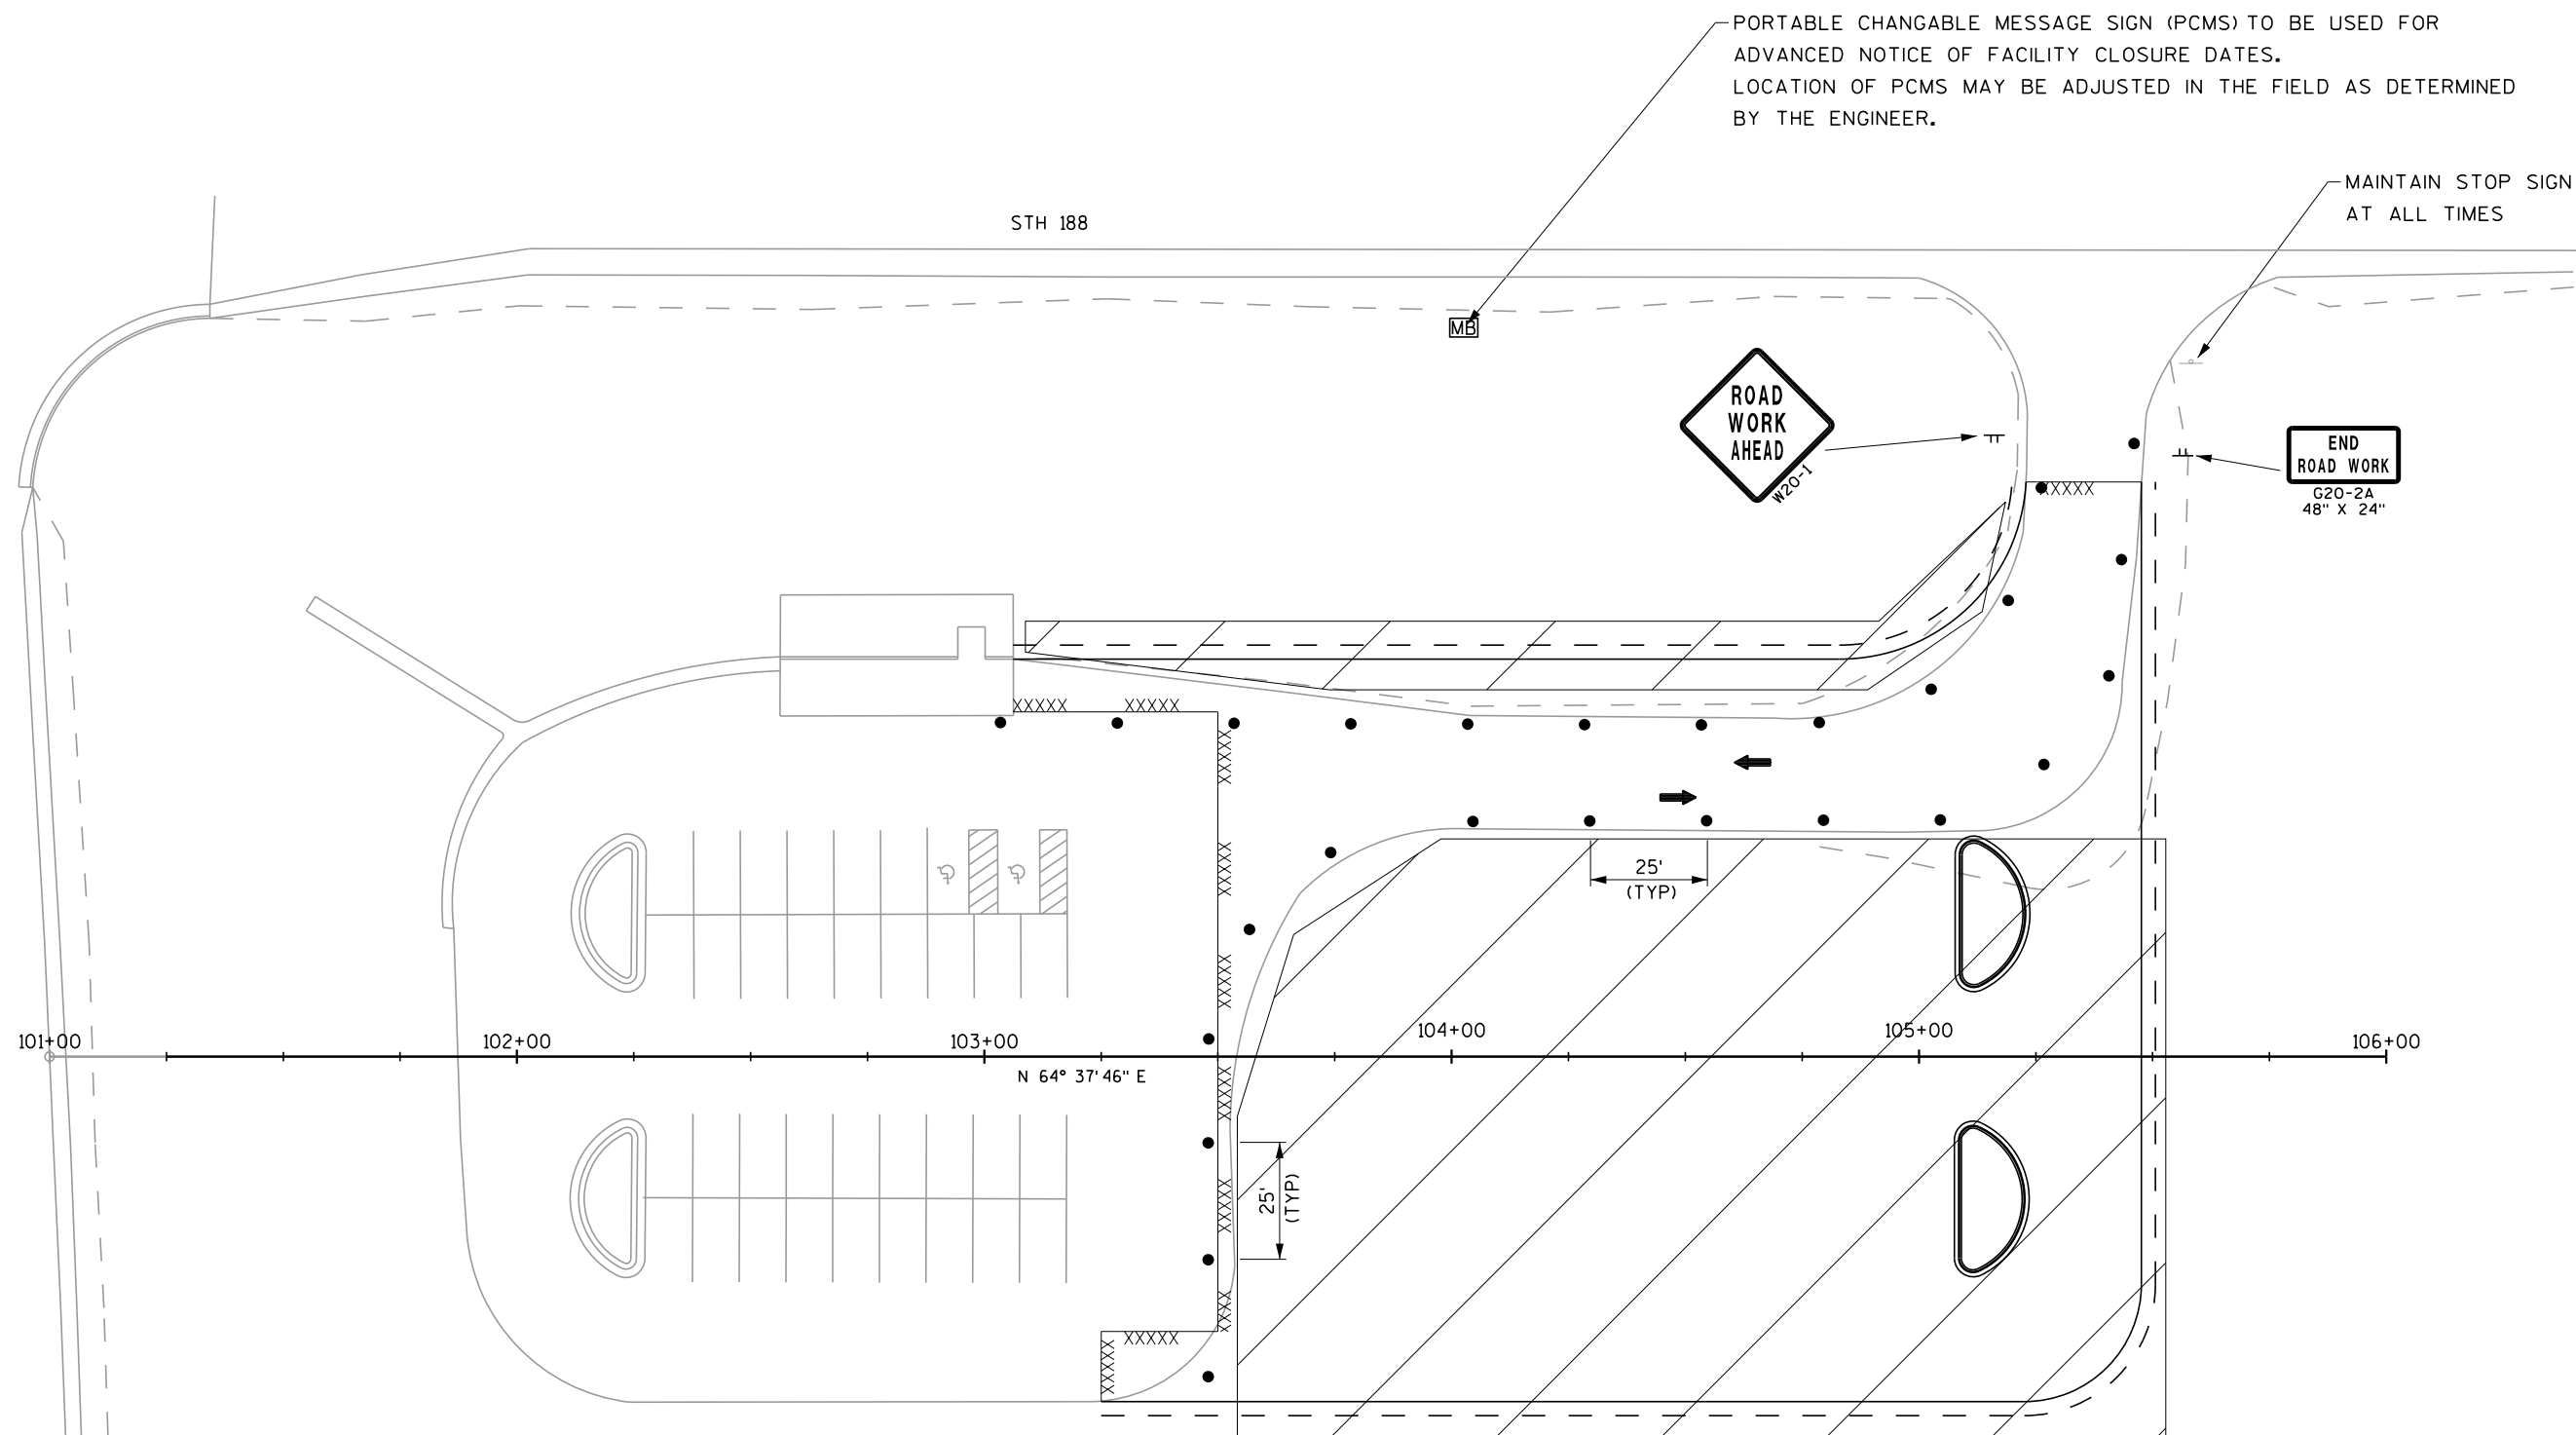 PORTABLE CHANGABLE MESSAGE SIGN (PCMS) TO BE USED FOR
ADVANCED NOTICE OF FACILITY CLOSURE DATES.
LOCATION OF PCMS MAY BE ADJUSTED IN THE FIELD AS DETERMINED
BY THE ENGINEER.
MAINTAIN STOP SIGN
AT ALL TIMES
STH 188
MB
ROAD
WORK
AHEAD
W20-1
END
ROAD WORK
G20-2A
48" X 24"
XXXXX
XXXXX
XXXXX
25'
(TYP)
101+00
102+00
103+00
104+00
105+00
106+00
N 64° 37'46" E
25'
(TYP)
XXXXX